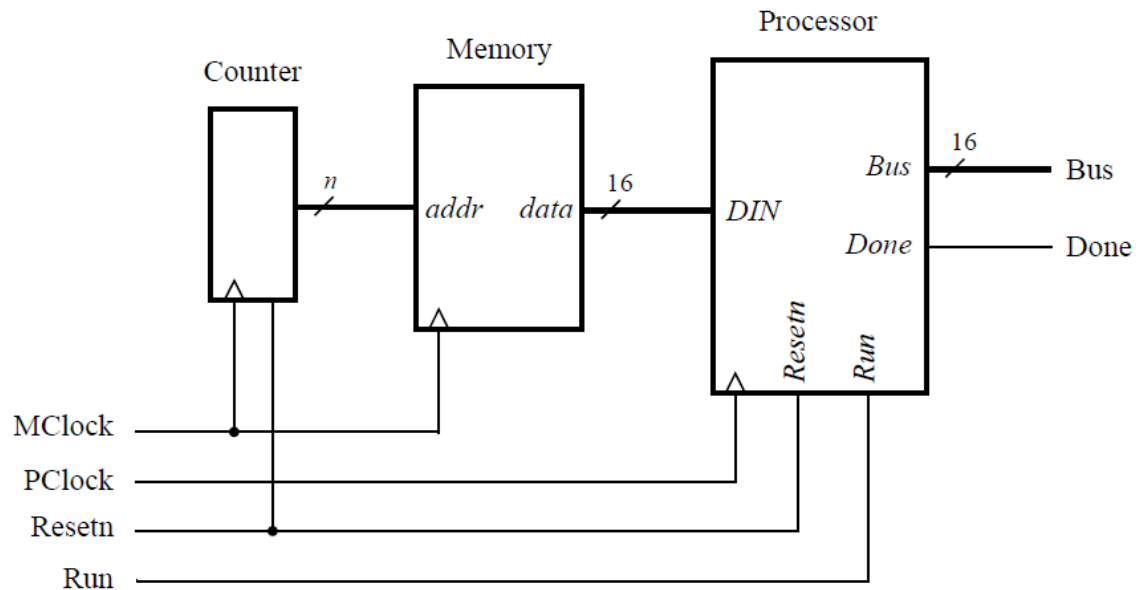 Processor
Memory
Counter
16
Bus
Bus
n
16
addr
data
DIN
Done
Done
Resetn
Run
MClock
PClock
Resetn
Run